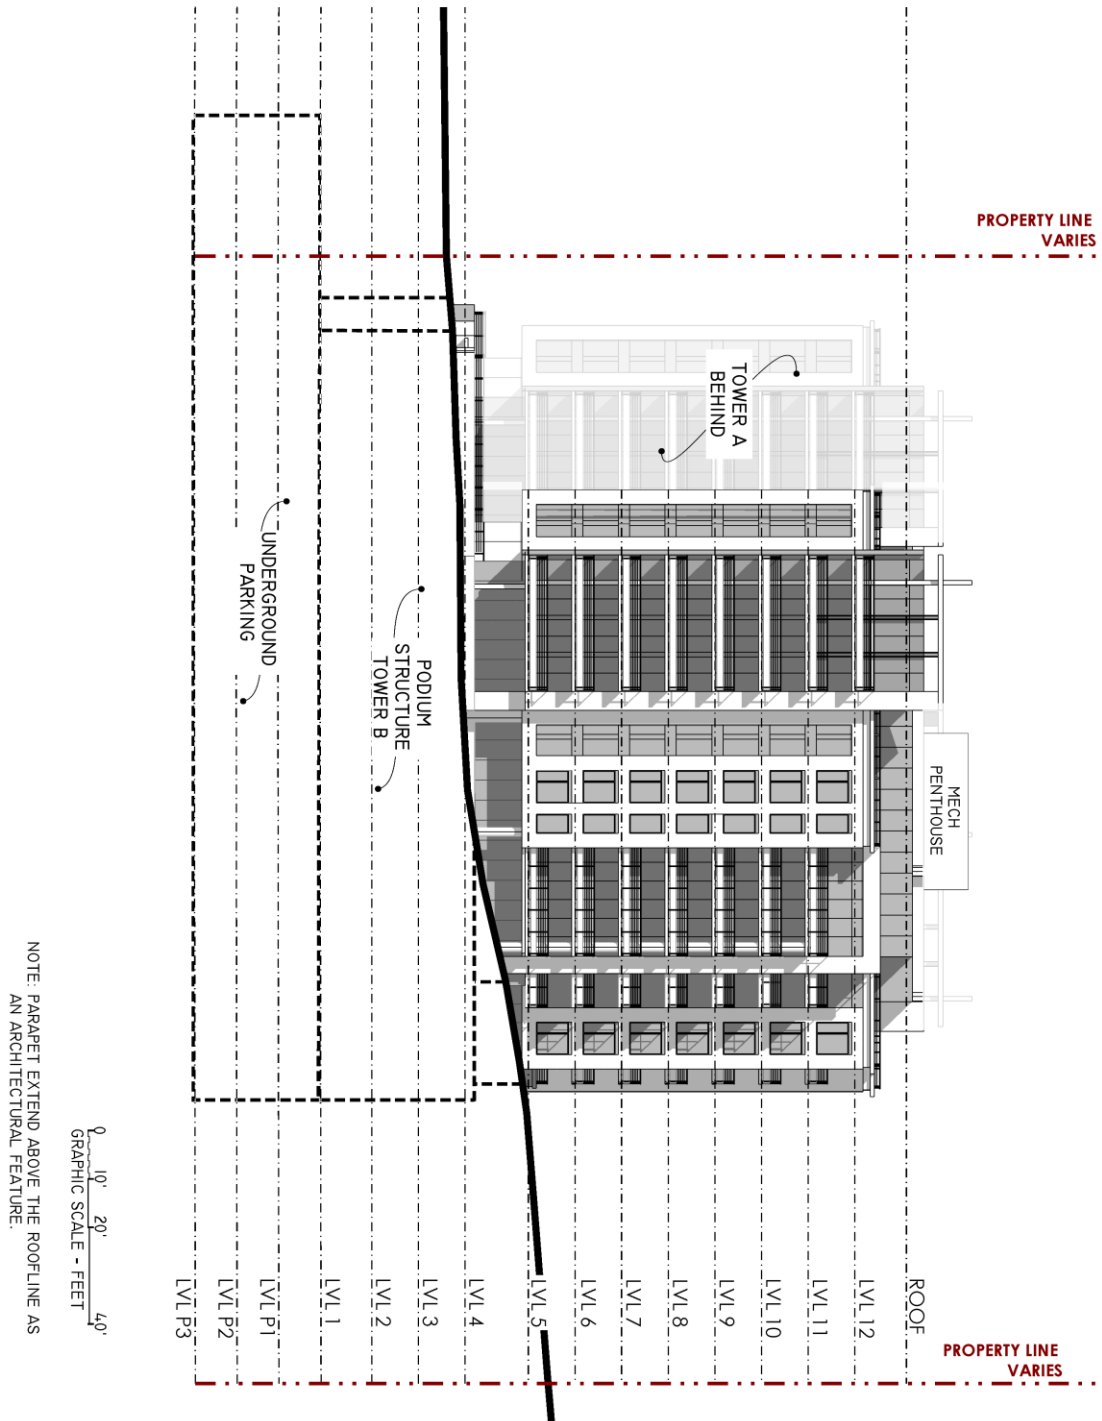 PROPERTY LINE
VARIES
TOWER A
BEHIND
MECH
PENTHOUSE
UNDERGROUND
PARKING
PODIUM
STRUCTURE
TOWER B
ROOF
LVL 12
LVL 11
LVL 10
LVL 9
LVL 8
LVL 7
LVL 6
LVL 5
LVL 4
LVL 3
LVL 2
LVL 1
LVL P1
LVL P2
LVL P3
PROPERTY LINE
VARIES
0 10' 20' 40'
GRAPHIC SCALE - FEET
NOTE: PARAPET EXTEND ABOVE THE ROOFLINE AS
AN ARCHITECTURAL FEATURE.